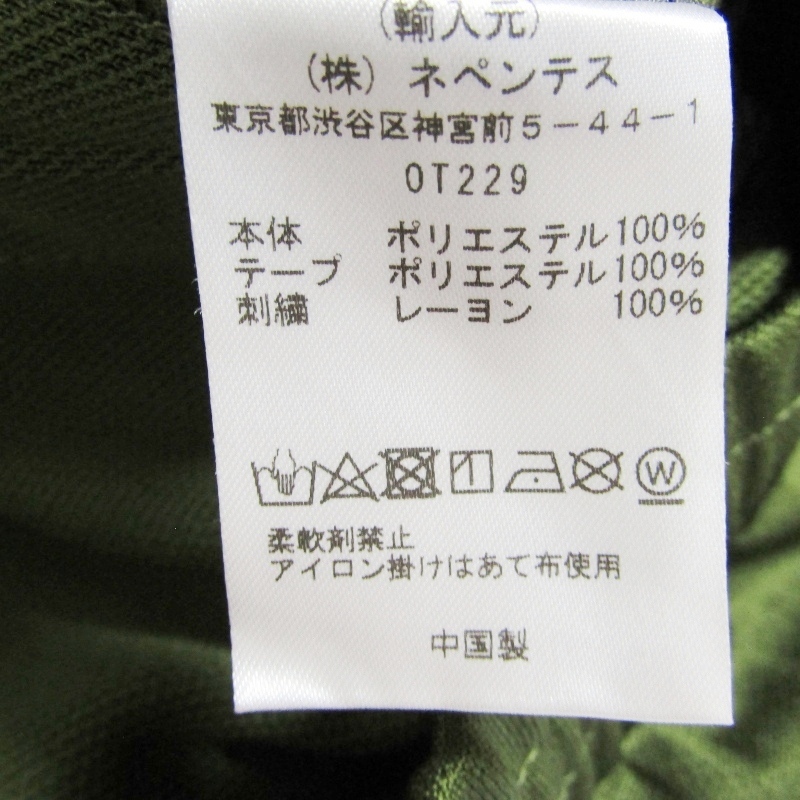 (輸入元)
(株) ネペンテス
東京都渋谷区神宮前5-44-1
OT229
本体 ポリエステル100%
テープ ポリエステル100%
刺繍 レーヨン 100%
W
柔軟剤禁止
アイロン掛けはあて布使用
中国製